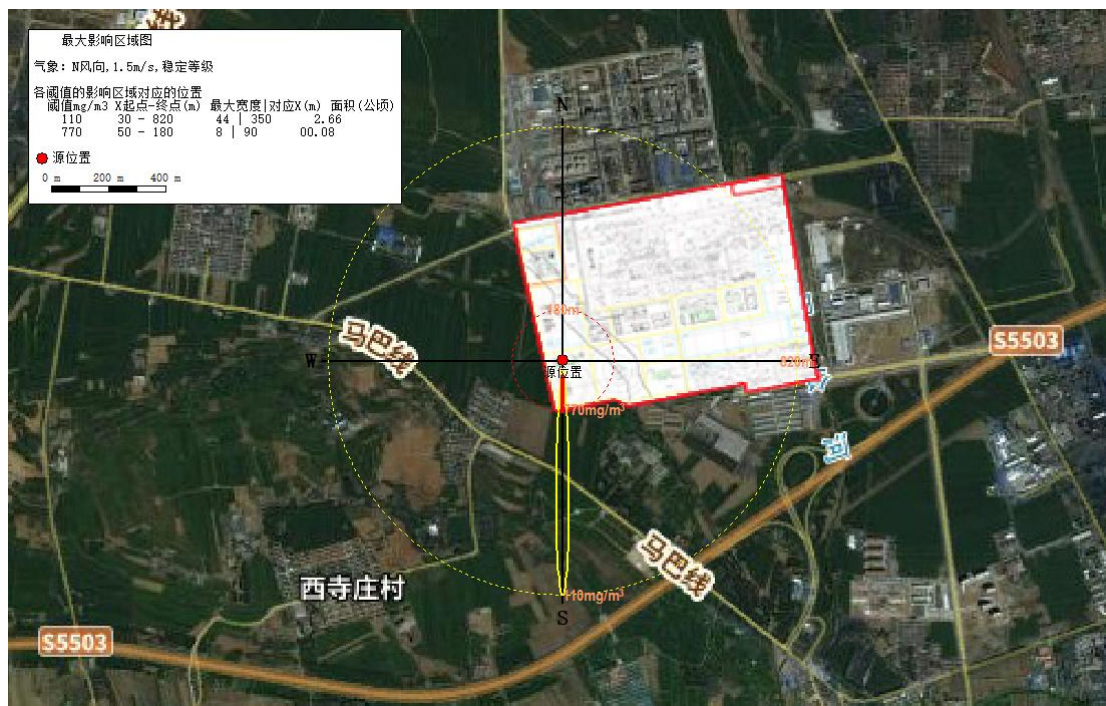 最大影响区域图
气象: N风向,1.5m/s,稳定等级
各阈值的影响区域对应的位置
阈值mg/m3 X起点-终点(m) 最大宽度|对应X(m) 面积(公顷)
110 30 - 820 44 | 350 2.66
770 50 - 180 8 | 90 00.08
源位置
0 m 200 m 400 m
N
180m
马巴线
S5503
W
源位置
820m
E
770mg/m³
河
马巴线
西寺庄村
110mg/m³
S
S5503